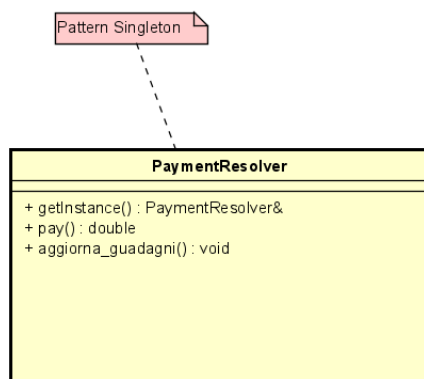 Pattern Singleton
PaymentResolver
+ getInstance() : PaymentResolver&
+ pay() : double
+ aggiorna_guadagni() : void